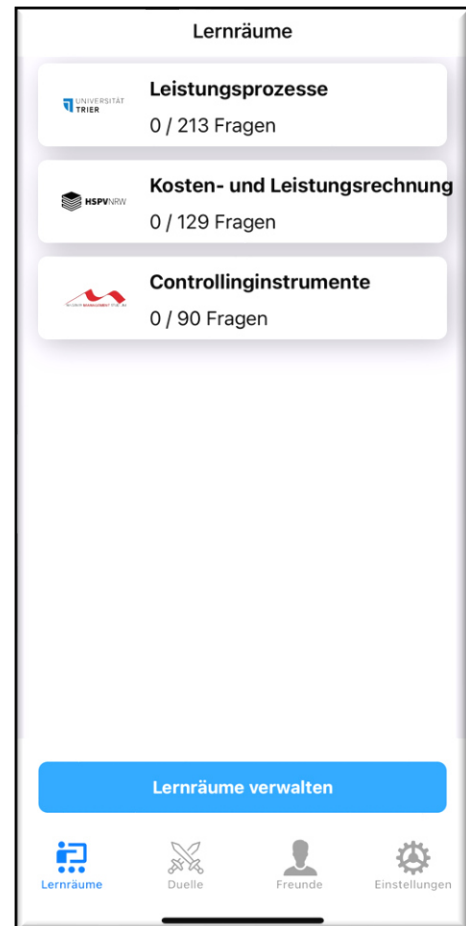 Lernräume
UNIVERSITÄT
TRIER
Leistungsprozesse
0 / 213 Fragen
HSPVNRW
Kosten- und Leistungsrechnung
0 / 129 Fragen
Controllinginstrumente
0 / 90 Fragen
Lernräume verwalten
Lernräume
Duelle
Freunde
Einstellungen